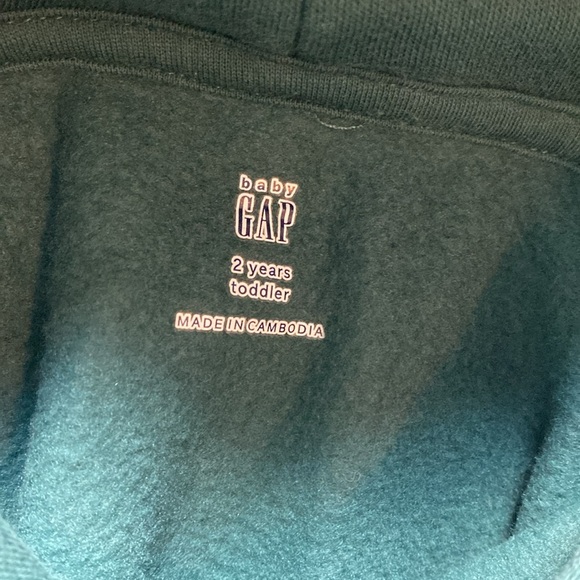 baby
GAP
2 years
toddler
MADE IN CAMBODIA